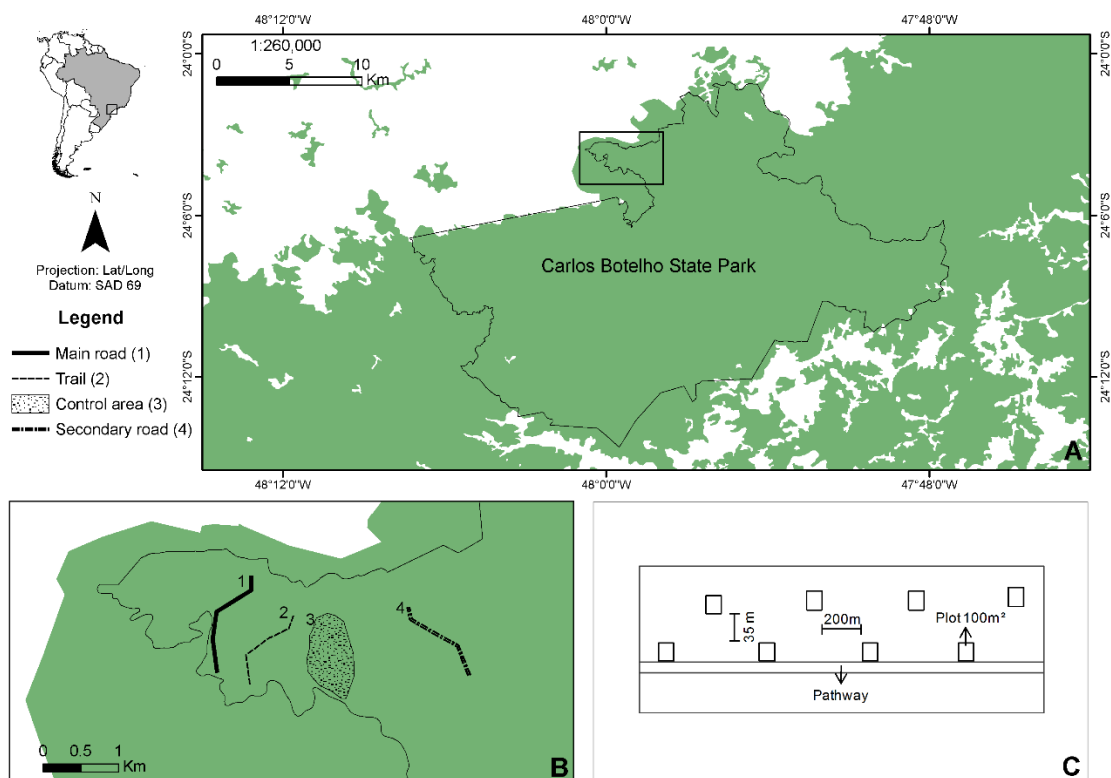 48°12'0"W 48°0'0"W 47°48'0"W
1:260,000
0 5 10
Km
24°0'0"S 24°0'0"S
24°6'0"S 24°6'0"S
24°12'0"S 24°12'0"S
N
Projection: Lat/Long
Datum: SAD 69
Legend
Main road (1)
Trail (2)
Control area (3)
Secondary road (4)
Carlos Botelho State Park
A
48°12'0"W 48°0'0"W 47°48'0"W
1
2
3
4
0 0.5 1
Km
B
35 m
200m
Plot 100m²
Pathway
C